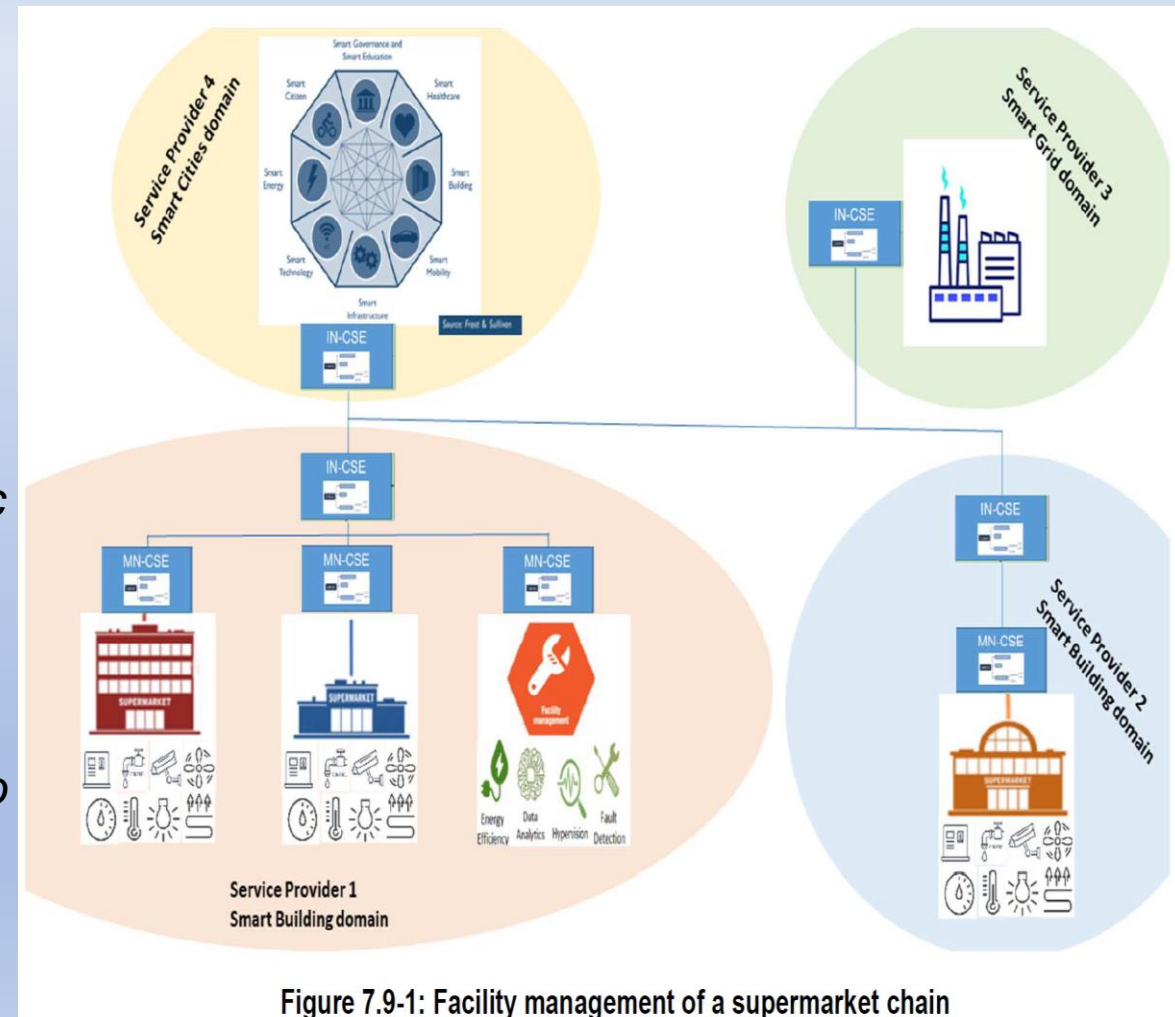 Service Provider 4
Smart Cities domain
Smart Governance and
Smart Education
Smart
Citizen
Smart
Healthcare
Smart
Energy
Smart
Building
Smart
Technology
Smart
Mobility
Smart
Infrastructure
Source: Frost & Sullivan
IN-CSE
Service Provider 3
Smart Grid domain
IN-CSE
IN-CSE
MN-CSE
MN-CSE
MN-CSE
SUPERMARKET
SUPERMARKET
Facility
management
Energy
Efficiency
Data
Analytics
Hypervision
Fault
Detection
Service Provider 1
Smart Building domain
IN-CSE
MN-CSE
Service Provider 2
Smart Building domain
SUPERMARKET
Figure 7.9-1: Facility management of a supermarket chain